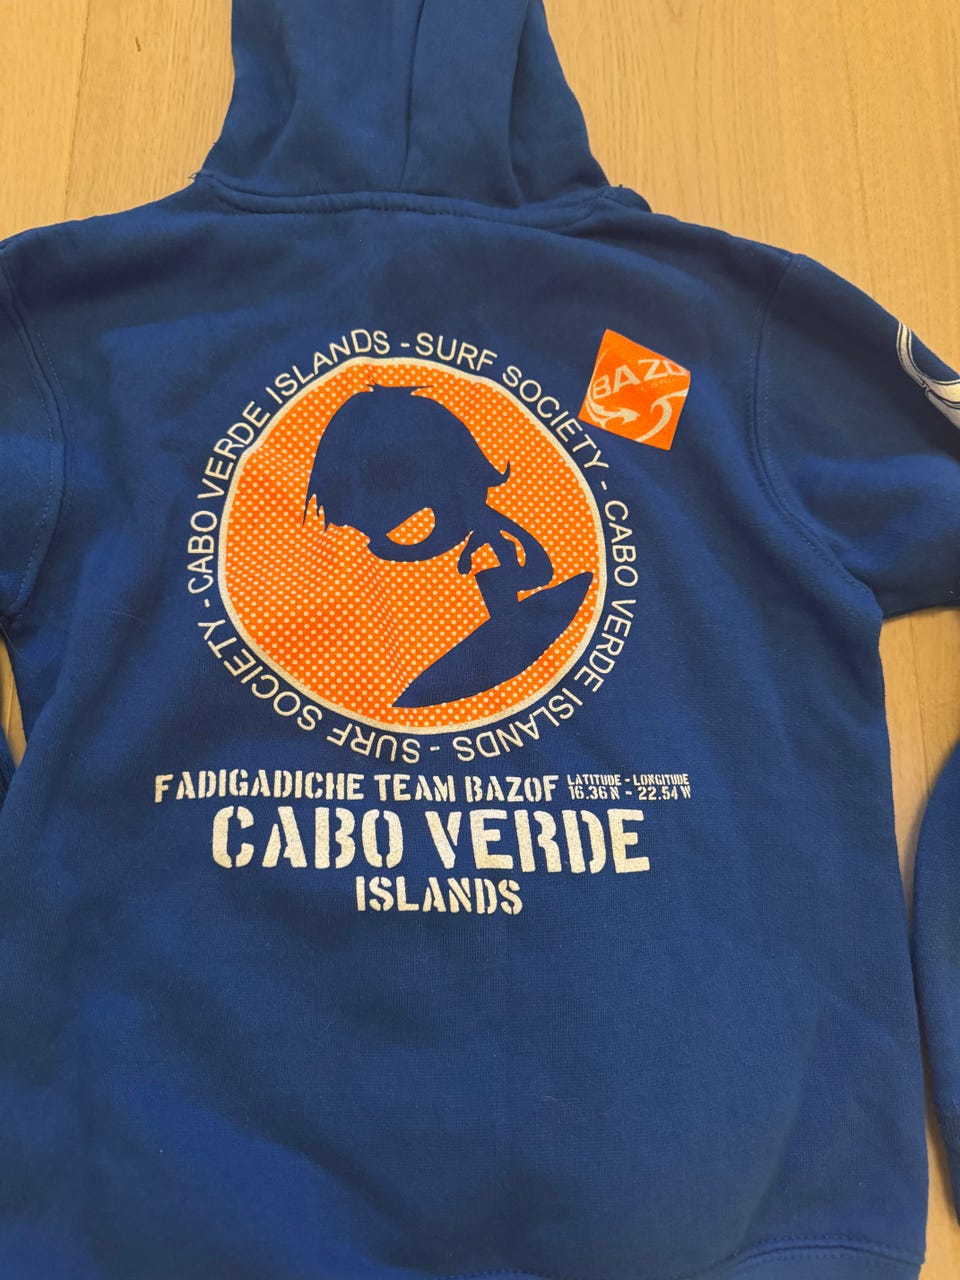 CABO VERDE ISLANDS - SURF SOCIETY - CABO VERDE ISLANDS - SURF SOCIETY -
BAZO
FADIGADICHE TEAM BAZOF
LATITUDE - LONGITUDE
16.36 N - 22.54 W
CABO VERDE
ISLANDS